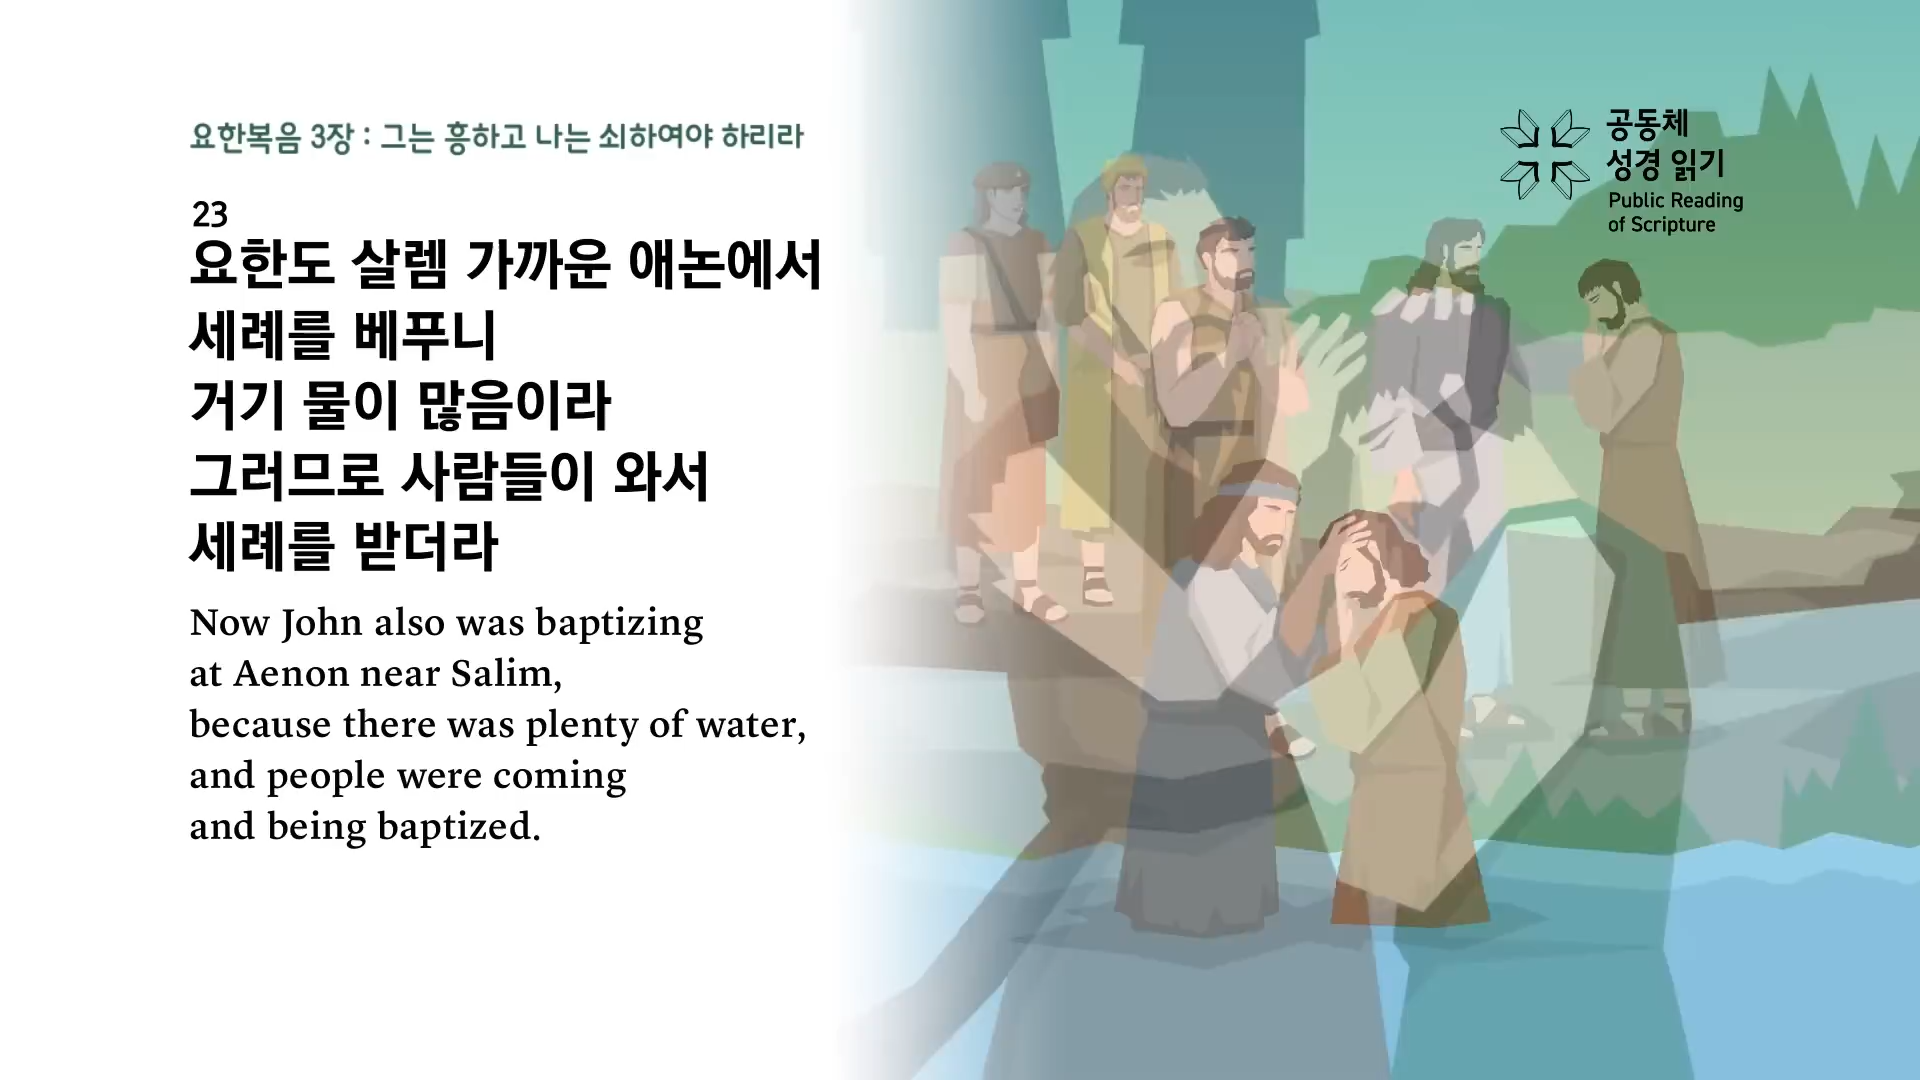 요한복음 3장 : 그는 흥하고 나는 쇠하여야 하리라
23
요한도 살렘 가까운 애논에서
세례를 베푸니
거기 물이 많음이라
그러므로 사람들이 와서
세례를 받더라
Now John also was baptizing
at Aenon near Salim,
because there was plenty of water,
and people were coming
and being baptized.
공동체
성경 읽기
Public Reading
of Scripture